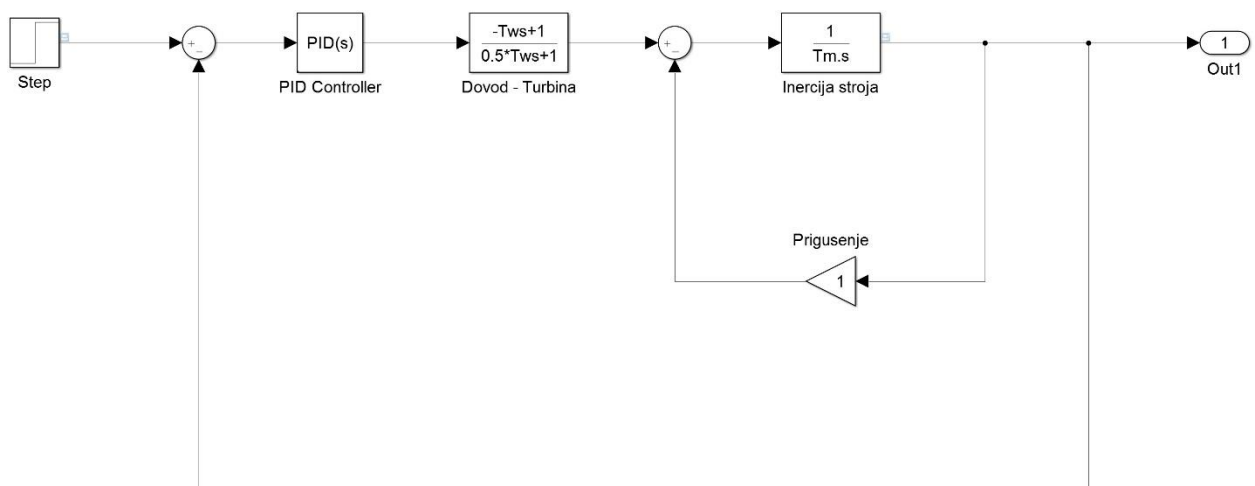 Step
+
−
PID(s)
PID Controller
-Tws+1
0.5*Tws+1
Dovod - Turbina
+
−
1
Tm.s
Inercija stroja
1
Out1
Prigusenje
1